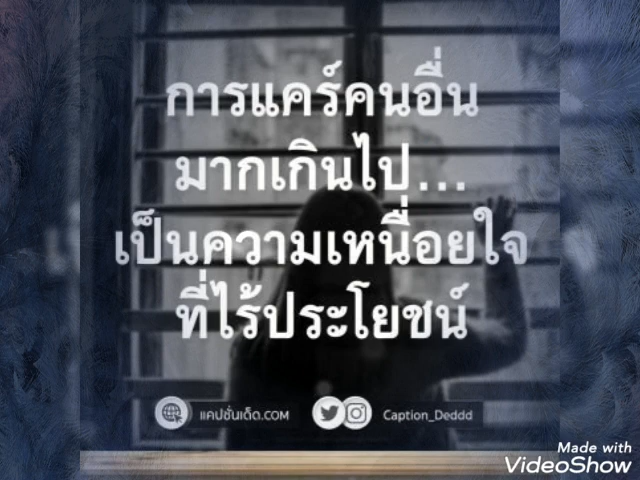 การแคร์คนอื่น
มากเกินไป...
เป็นความเหนื่อยใจ
ที่ไร้ประโยชน์
แคปชั่นเด็ด.com
Caption_Deddd
Made with
VideoShow